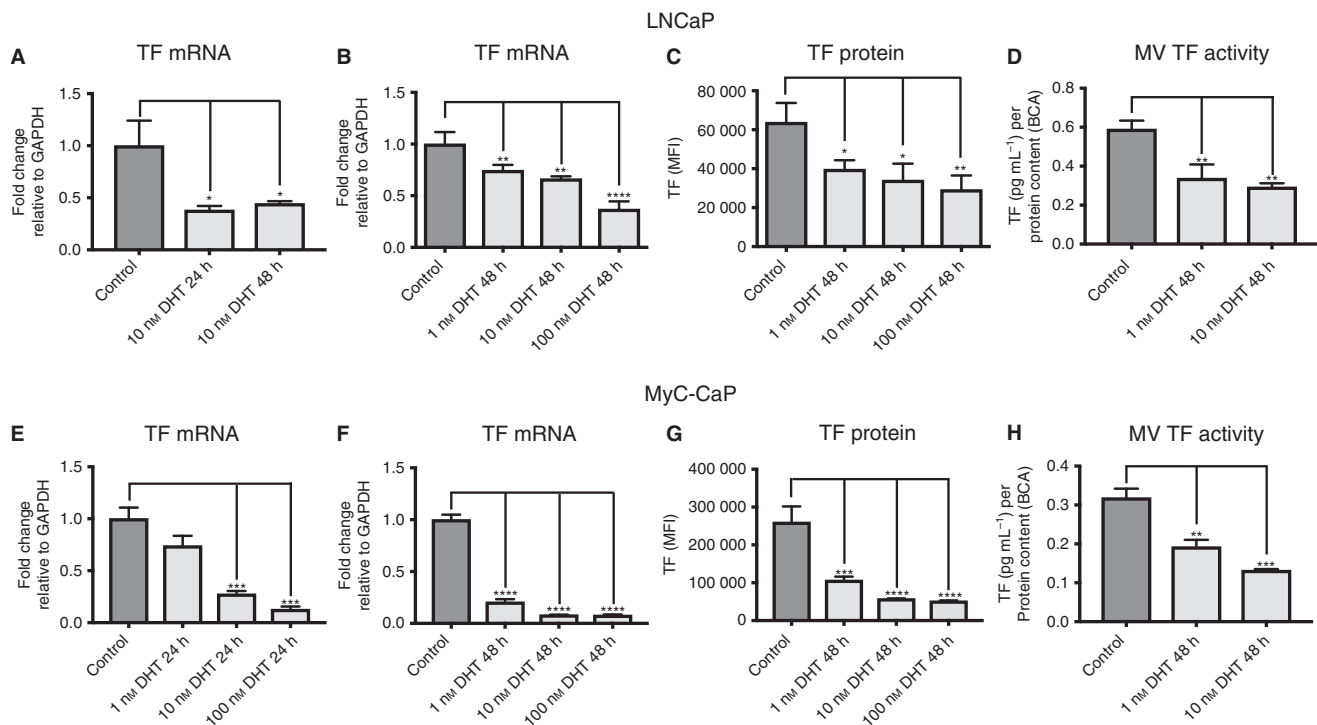 LNCaP
A TF mRNA
Fold change
relative to GAPDH
1.5
1.0
0.5
0.0
*
*
Control
10 nM DHT 24 h
10 nM DHT 48 h
B TF mRNA
Fold change
relative to GAPDH
1.5
1.0
0.5
0.0
**
**
****
Control
1 nM DHT 48 h
10 nM DHT 48 h
100 nM DHT 48 h
C TF protein
TF (MFI)
80 000
60 000
40 000
20 000
0
*
*
**
Control
1 nM DHT 48 h
10 nM DHT 48 h
100 nM DHT 48 h
D MV TF activity
TF (pg mL⁻¹) per
protein content (BCA)
0.8
0.6
0.4
0.2
0.0
**
**
Control
1 nM DHT 48 h
10 nM DHT 48 h
MyC-CaP
E TF mRNA
Fold change
relative to GAPDH
1.5
1.0
0.5
0.0
***
***
Control
1 nM DHT 24 h
10 nM DHT 24 h
100 nM DHT 24 h
F TF mRNA
Fold change
relative to GAPDH
1.5
1.0
0.5
0.0
****
****
****
Control
1 nM DHT 48 h
10 nM DHT 48 h
100 nM DHT 48 h
G TF protein
TF (MFI)
400 000
300 000
200 000
100 000
0
***
****
****
Control
1 nM DHT 48 h
10 nM DHT 48 h
100 nM DHT 48 h
H MV TF activity
TF (pg mL⁻¹) per
Protein content (BCA)
0.4
0.3
0.2
0.1
0.0
**
***
Control
1 nM DHT 48 h
10 nM DHT 48 h